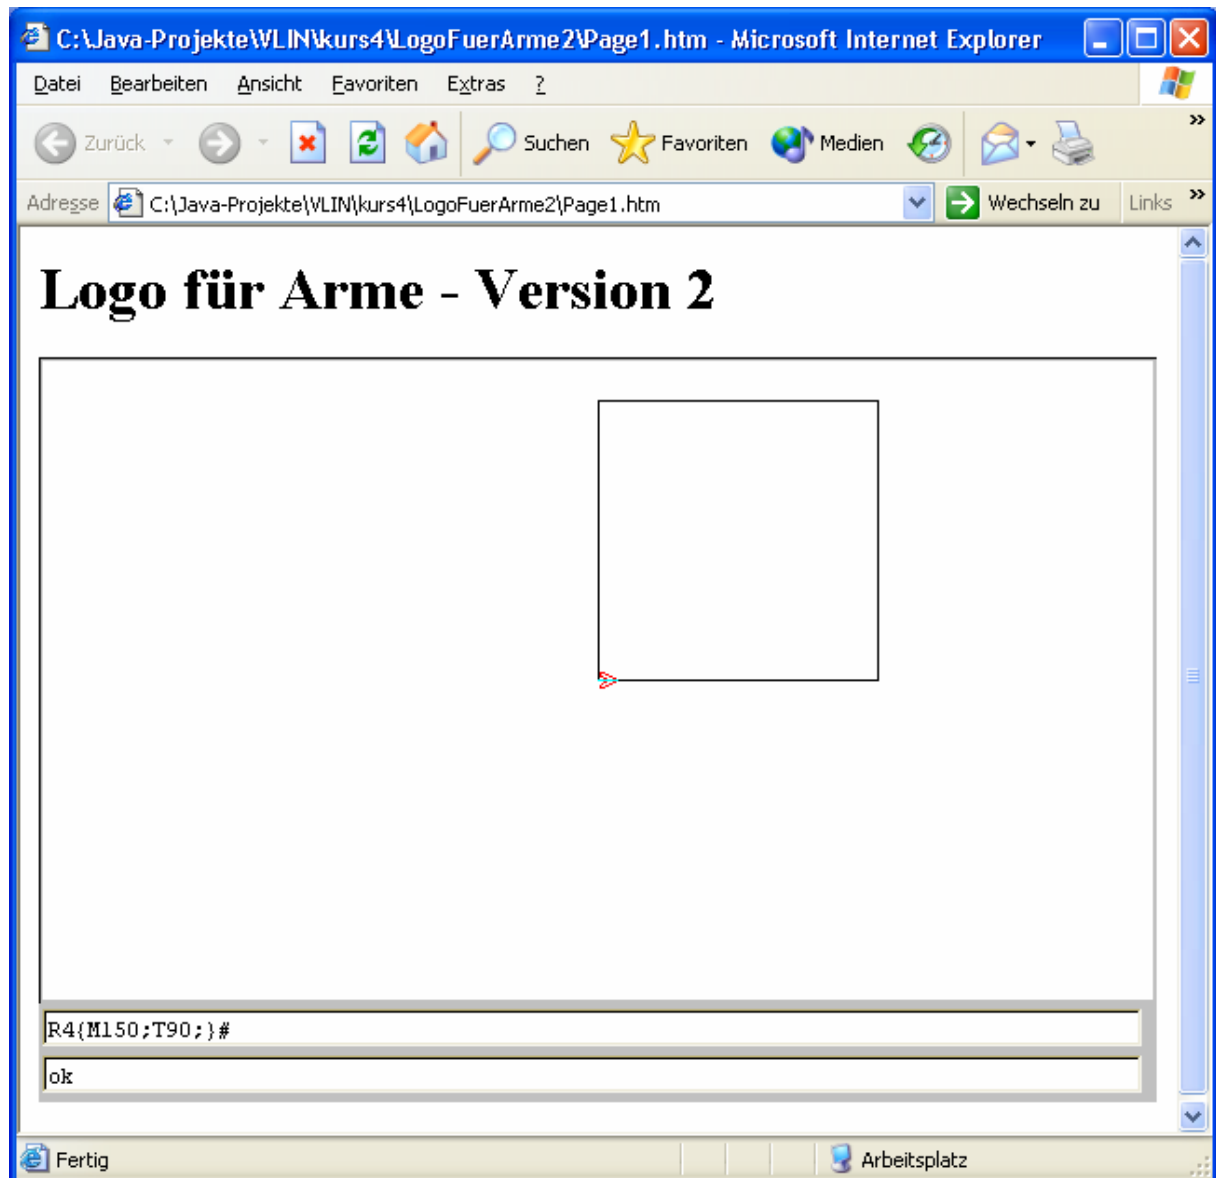 C:\Java-Projekte\VLIN\kurs4\LogoFuerArme2\Page1.htm - Microsoft Internet Explorer
Datei Bearbeiten Ansicht Favoriten Extras ?
Zurück Suchen Favoriten Medien »
Adresse C:\Java-Projekte\VLIN\kurs4\LogoFuerArme2\Page1.htm Wechseln zu Links »
Logo für Arme - Version 2
R4{M150;T90;}#
ok
Fertig Arbeitsplatz